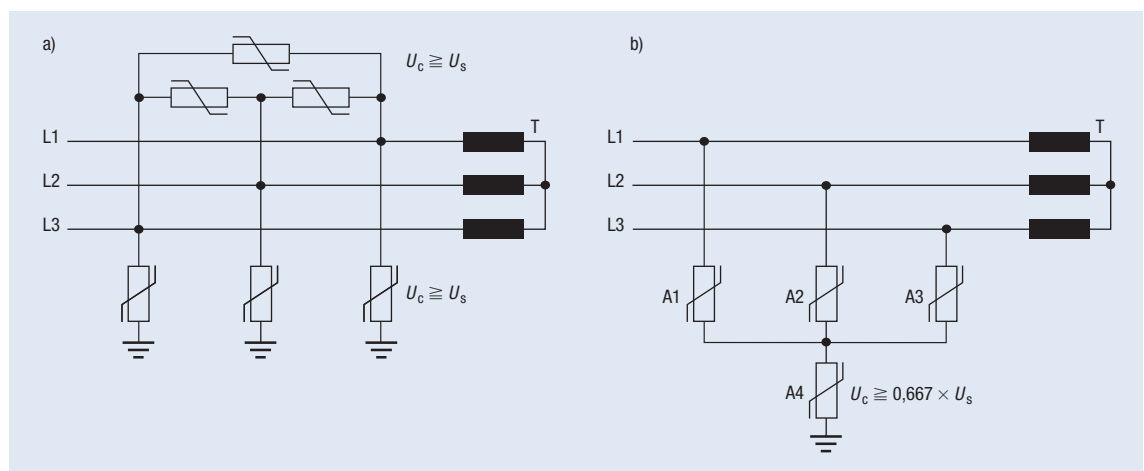 a)
U_c ≧ U_s
L1
T
L2
L3
U_c ≧ U_s
b)
L1
T
L2
L3
A1
A2
A3
A4
U_c ≧ 0,667 × U_s